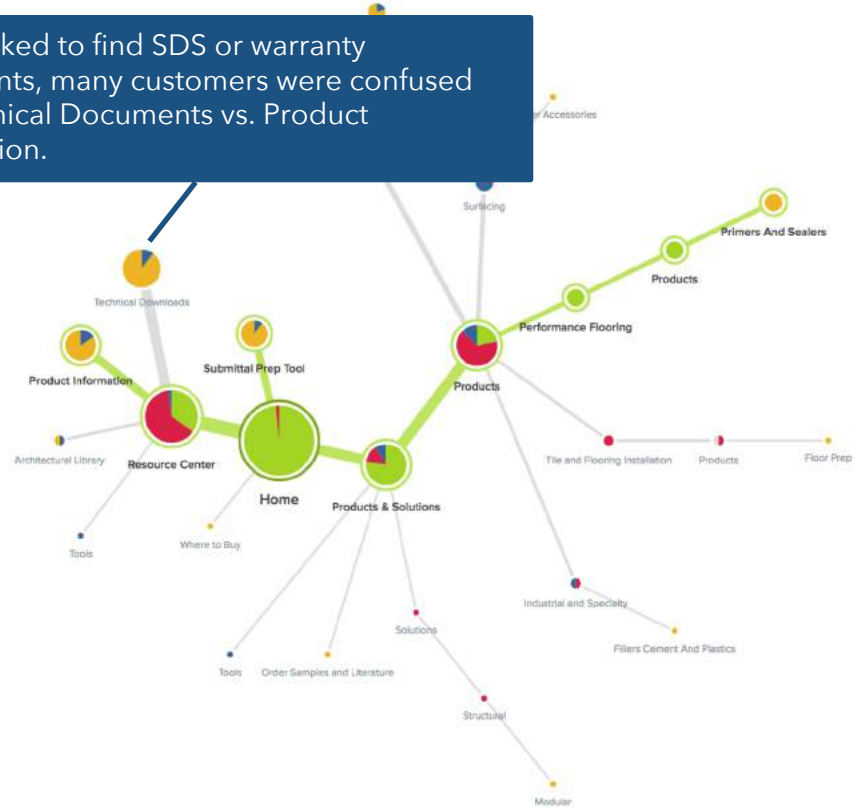 ked to find SDS or warranty
nts, many customers were confused
nical Documents vs. Product
ion.
er Accessories
Surfacing
Primers And Sealers
Products
Performance Flooring
Technical Downloads
Submittal Prep Tool
Product Information
Products
Architectural Library
Resource Center
Tile and Flooring Installation
Products
Floor Prep
Home
Products & Solutions
Where to Buy
Tools
Industrial and Specialty
Solutions
Fillers Cement And Plastics
Tools
Order Samples and Literature
Structural
Modular